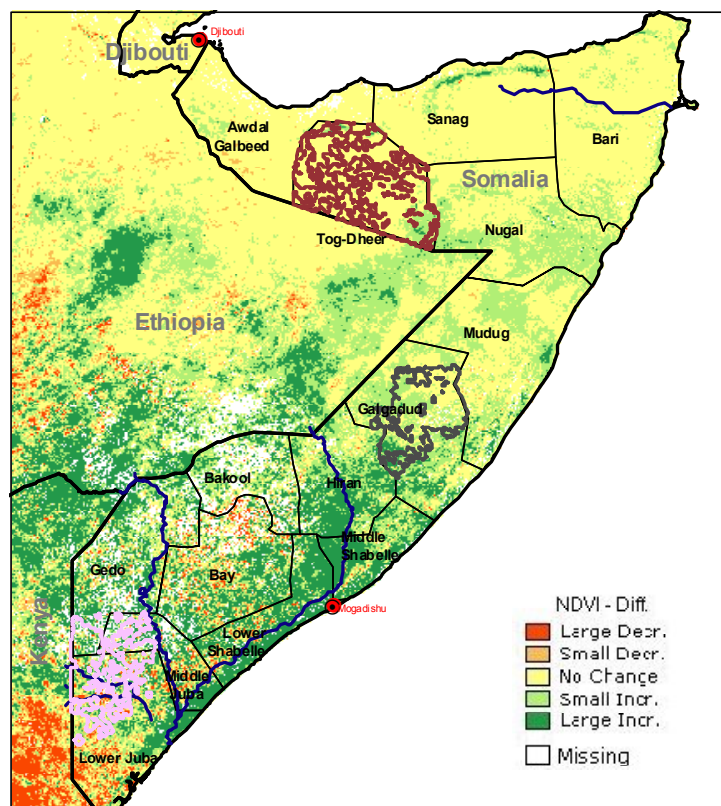 Djibouti
Djibouti
Awdal
Galbeed
Sanag
Bari
Somalia
Tog-Dheer
Nugal
Ethiopia
Mudug
Galgadud
Bakool
Hiran
Middle
Shabelle
Gedo
Bay
Mogadishu
Kenya
Lower
Shabelle
Middle
Juba
Lower Juba
NDVI - Diff.
Large Decr.
Small Decr.
No Change
Small Incr.
Large Incr.
Missing